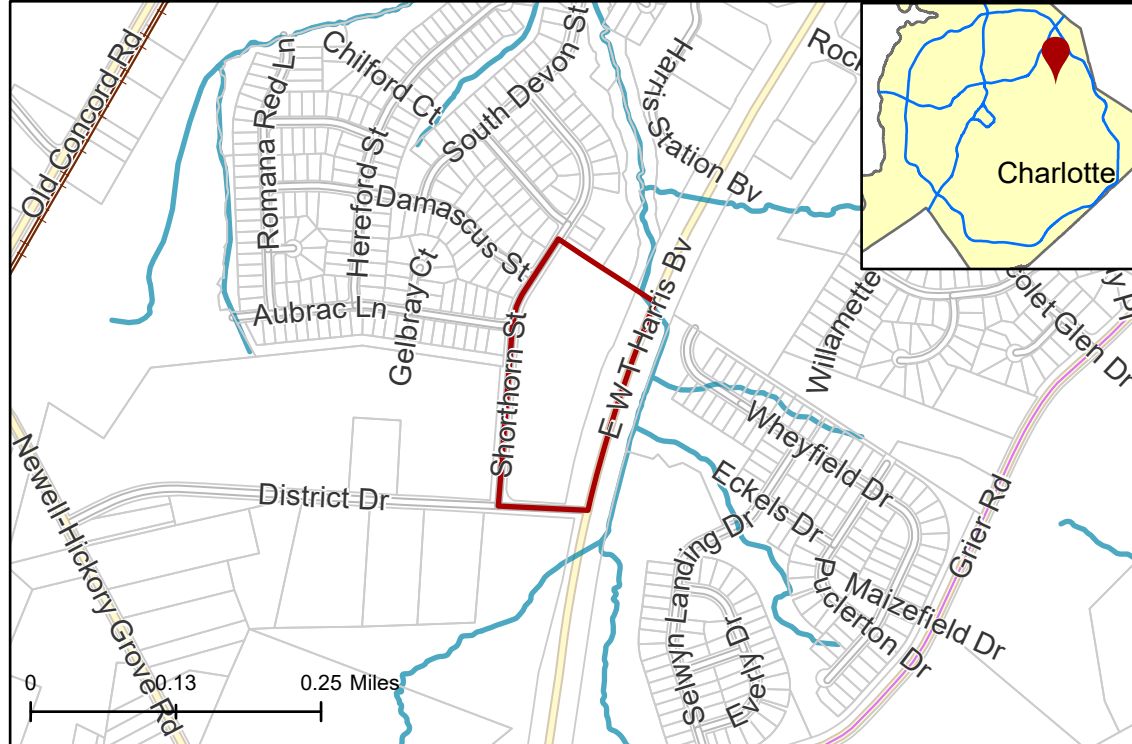 Old Concord Rd
Romana Red Ln
Chilford Ct
Hereford St
South Devon St
Damascus St
Gelbray Ct
Aubrac Ln
Shorthorn St
Harris Station Bv
E W T Harris Bv
Charlotte
Willamette
Glen Dr
Wheyfield Dr
Eckels Dr
Grier Rd
Selwyn Landing Dr
Everly Dr
Puclerton Dr
Maizefield Dr
District Dr
Newell-Hickory Grove Rd
0
0.13
0.25 Miles